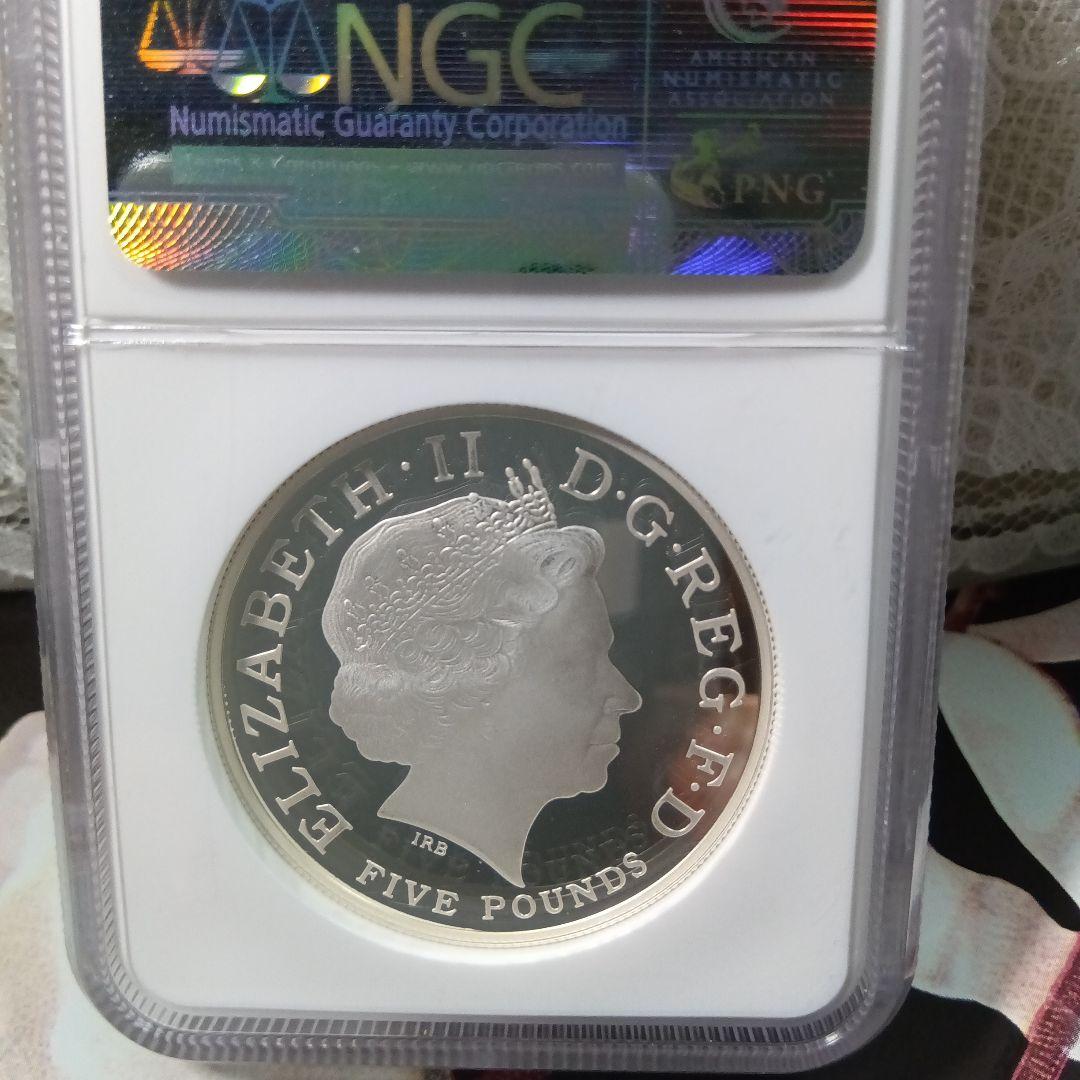 NGC
Numismatic Guaranty Corporation
AMERICAN
NUMISMATIC
ASSOCIATION
PNG
ELIZABETH · II D · G · REG · F · D
IRB
FIVE POUNDS